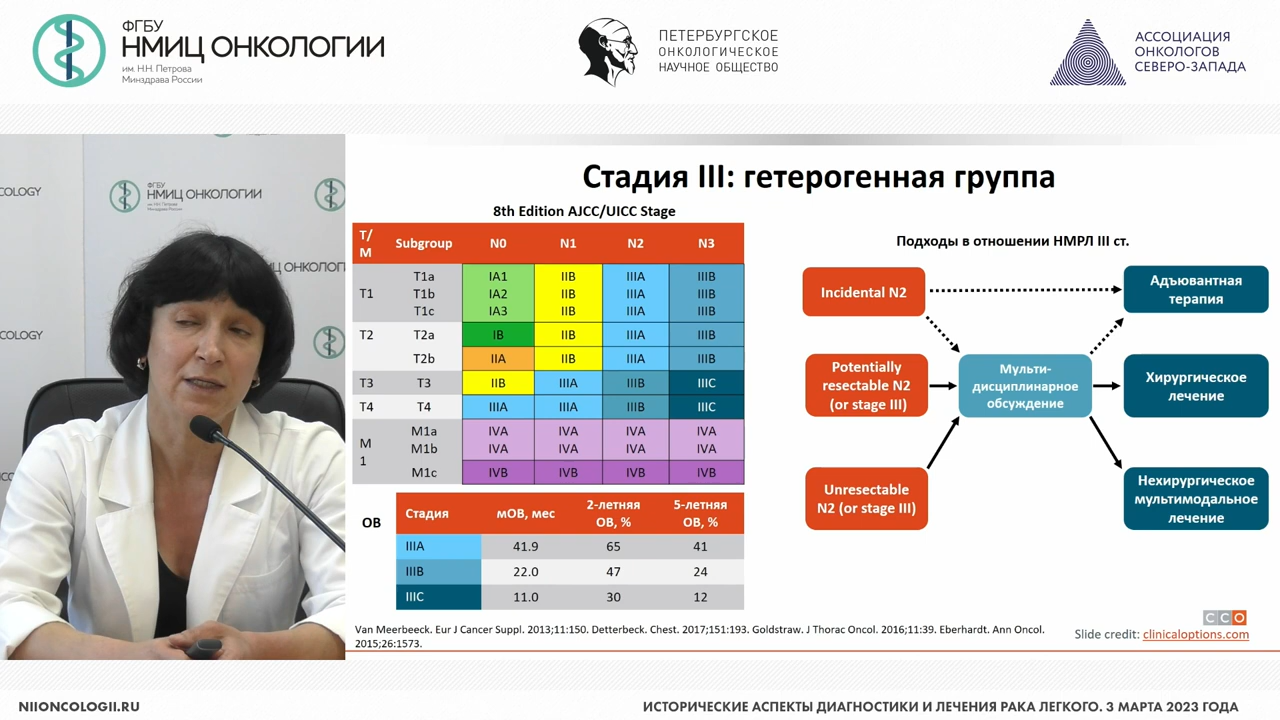 ФГБУ
НМИЦ ОНКОЛОГИИ
им. Н.Н. Петрова
Минздрава России
ПЕТЕРБУРГСКОЕ
ОНКОЛОГИЧЕСКОЕ
НАУЧНОЕ ОБЩЕСТВО
АССОЦИАЦИЯ
ОНКОЛОГОВ
СЕВЕРО-ЗАПАДА
COLOGY
ФГБУ
НМИЦ ОНКОЛОГИИ
им. Н.Н. Петрова
Минздрава России
ОНКОЛОГИИ
Стадия III: гетерогенная группа
8th Edition AJCC/UICC Stage
T/M Subgroup N0 N1 N2 N3
T1 T1a IA1 IIB IIIA IIIB
T1b IA2 IIB IIIA IIIB
T1c IA3 IIB IIIA IIIB
T2 T2a IB IIB IIIA IIIB
T2b IIA IIB IIIA IIIB
T3 T3 IIB IIIA IIIB IIIC
T4 T4 IIIA IIIA IIIB IIIC
M1 M1a IVA IVA IVA IVA
M1b IVA IVA IVA IVA
M1c IVB IVB IVB IVB
ОВ
Стадия мОВ, мес 2-летняя ОВ, % 5-летняя ОВ, %
IIIA 41.9 65 41
IIIB 22.0 47 24
IIIC 11.0 30 12
Подходы в отношении НМРЛ III ст.
Incidental N2
Potentially
resectable N2
(or stage III)
Unresectable
N2 (or stage III)
Мульти-
дисциплинарное
обсуждение
Адъювантная
терапия
Хирургическое
лечение
Нехирургическое
мультимодальное
лечение
Van Meerbeeck. Eur J Cancer Suppl. 2013;11:150. Detterbeck. Chest. 2017;151:193. Goldstraw. J Thorac Oncol. 2016;11:39. Eberhardt. Ann Oncol.
2015;26:1573.
CCO
Slide credit: clinicaloptions.com
NIIONCOLOGII.RU
ИСТОРИЧЕСКИЕ АСПЕКТЫ ДИАГНОСТИКИ И ЛЕЧЕНИЯ РАКА ЛЕГКОГО. 3 МАРТА 2023 ГОДА